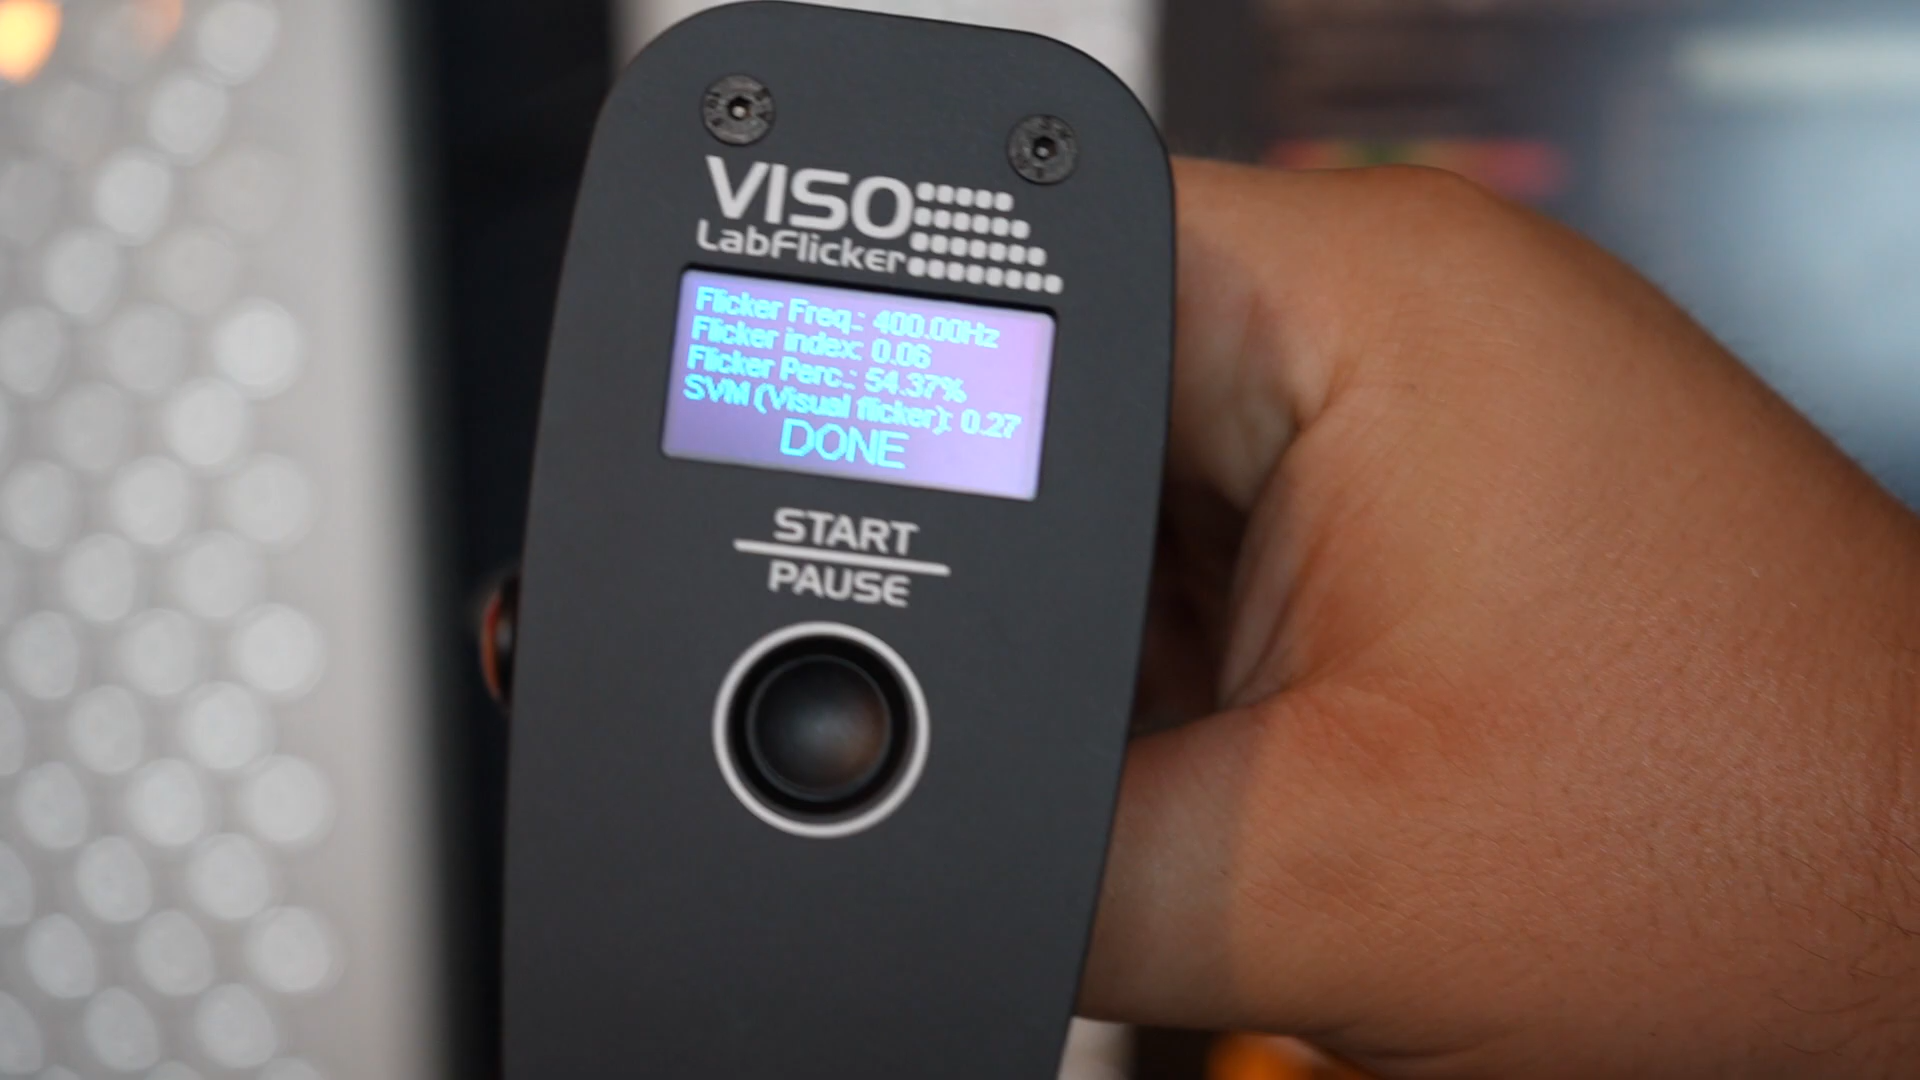 VISO
LabFlicker
Flicker Freq.: 400.00Hz
Flicker index: 0.06
Flicker Perc.: 54.37%
SVM (Visual flicker): 0.27
DONE
START
PAUSE